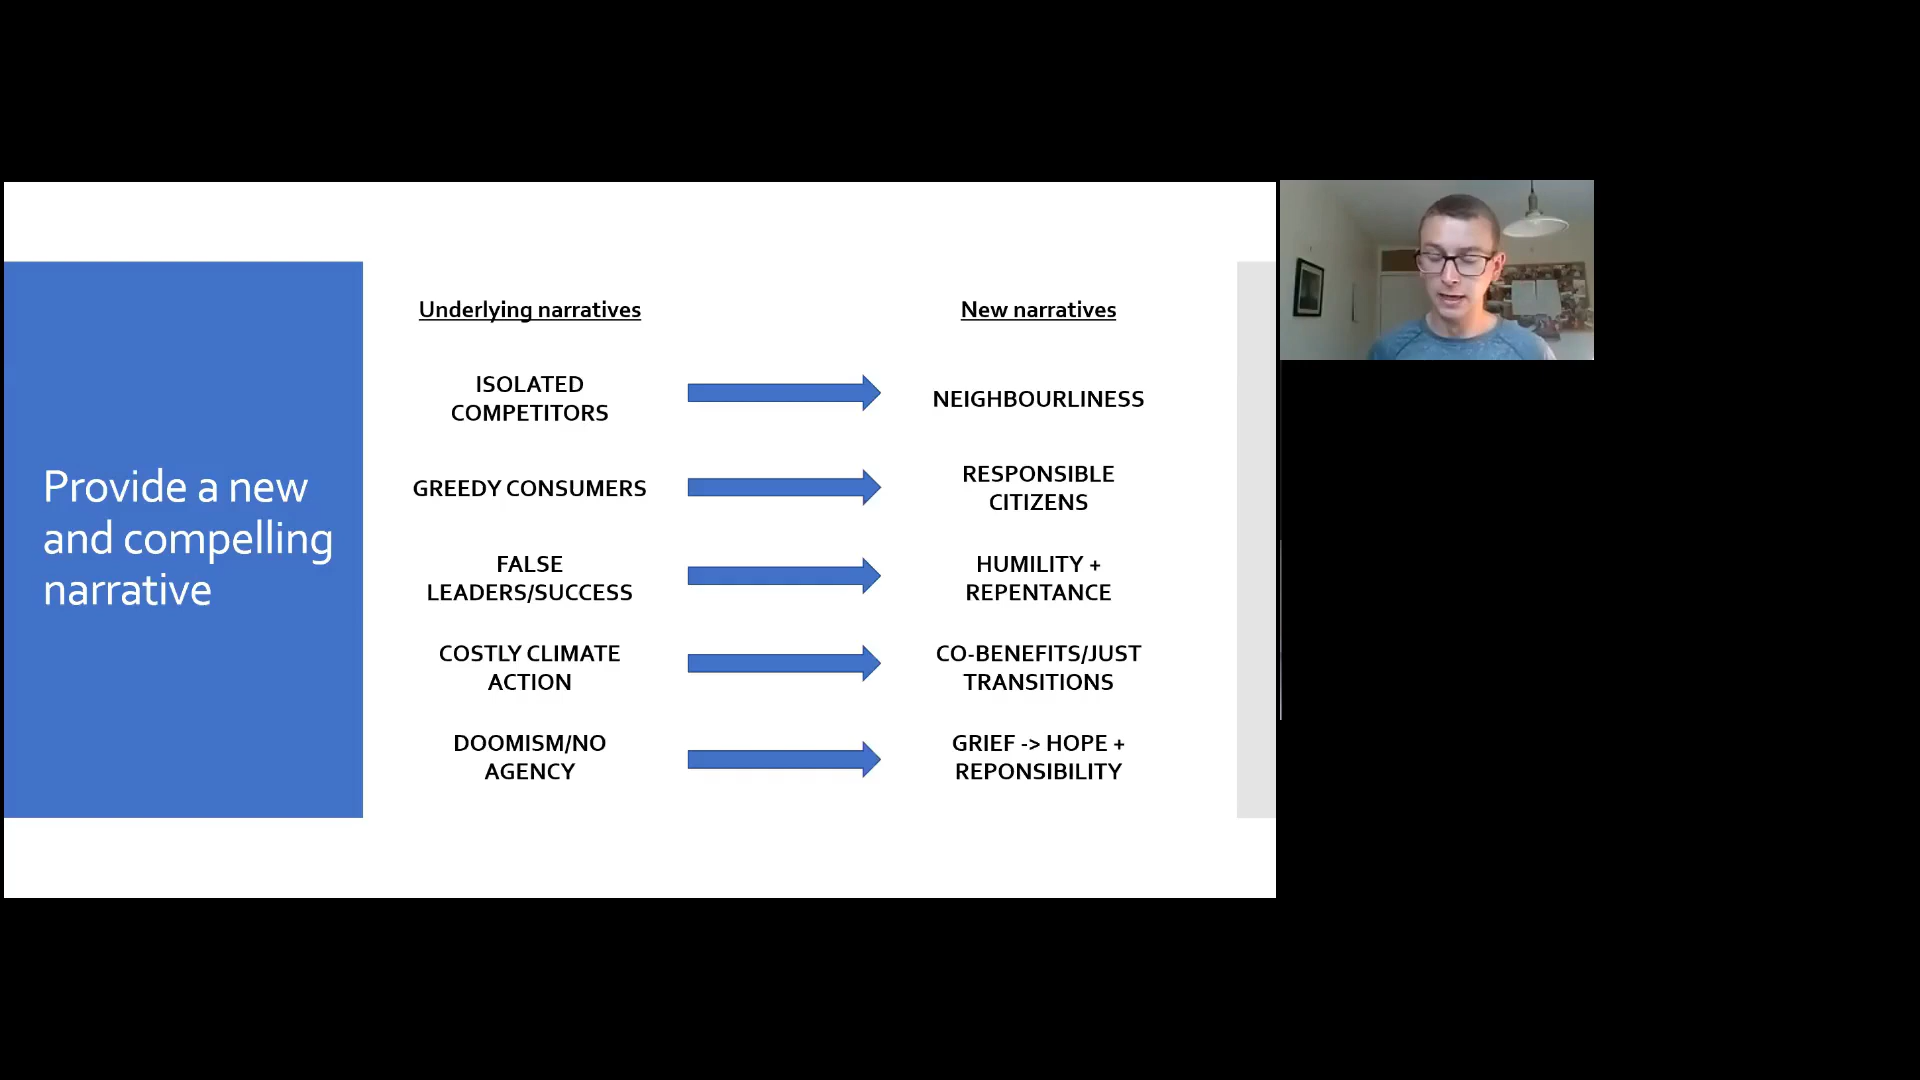 Provide a new
and compelling
narrative
Underlying narratives
New narratives
ISOLATED
COMPETITORS
NEIGHBOURLINESS
GREEDY CONSUMERS
RESPONSIBLE
CITIZENS
FALSE
LEADERS/SUCCESS
HUMILITY +
REPENTANCE
COSTLY CLIMATE
ACTION
CO-BENEFITS/JUST
TRANSITIONS
DOOMISM/NO
AGENCY
GRIEF -> HOPE +
REPONSIBILITY